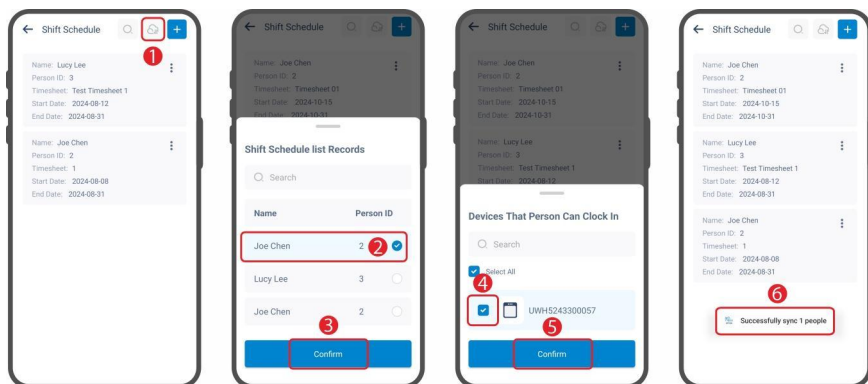 Shift Schedule
+
1
Name: Lucy Lee
Person ID: 3
Timesheet: Test Timesheet 1
Start Date: 2024-08-12
End Date: 2024-08-31
Name: Joe Chen
Person ID: 2
Timesheet: 1
Start Date: 2024-08-08
End Date: 2024-08-31
Shift Schedule
+
Name: Joe Chen
Person ID: 2
Timesheet: Timesheet 01
Start Date: 2024-10-15
End Date: 2024-10-31
Shift Schedule list Records
Search
Name Person ID
Joe Chen 2
2
Lucy Lee 3
Joe Chen 2
3
Confirm
Shift Schedule
+
Name: Joe Chen
Person ID: 2
Timesheet: Timesheet 01
Start Date: 2024-10-15
End Date: 2024-10-31
Name: Lucy Lee
Person ID: 3
Timesheet: Test Timesheet 1
Start Date: 2024-08-12
Devices That Person Can Clock In
Search
Select All
4
UWH5243300057
5
Confirm
Shift Schedule
+
Name: Joe Chen
Person ID: 2
Timesheet: Timesheet 01
Start Date: 2024-10-15
End Date: 2024-10-31
Name: Lucy Lee
Person ID: 3
Timesheet: Test Timesheet 1
Start Date: 2024-08-12
End Date: 2024-08-31
Name: Joe Chen
Person ID: 2
Timesheet: 1
Start Date: 2024-08-08
End Date: 2024-08-31
6
Successfully sync 1 people